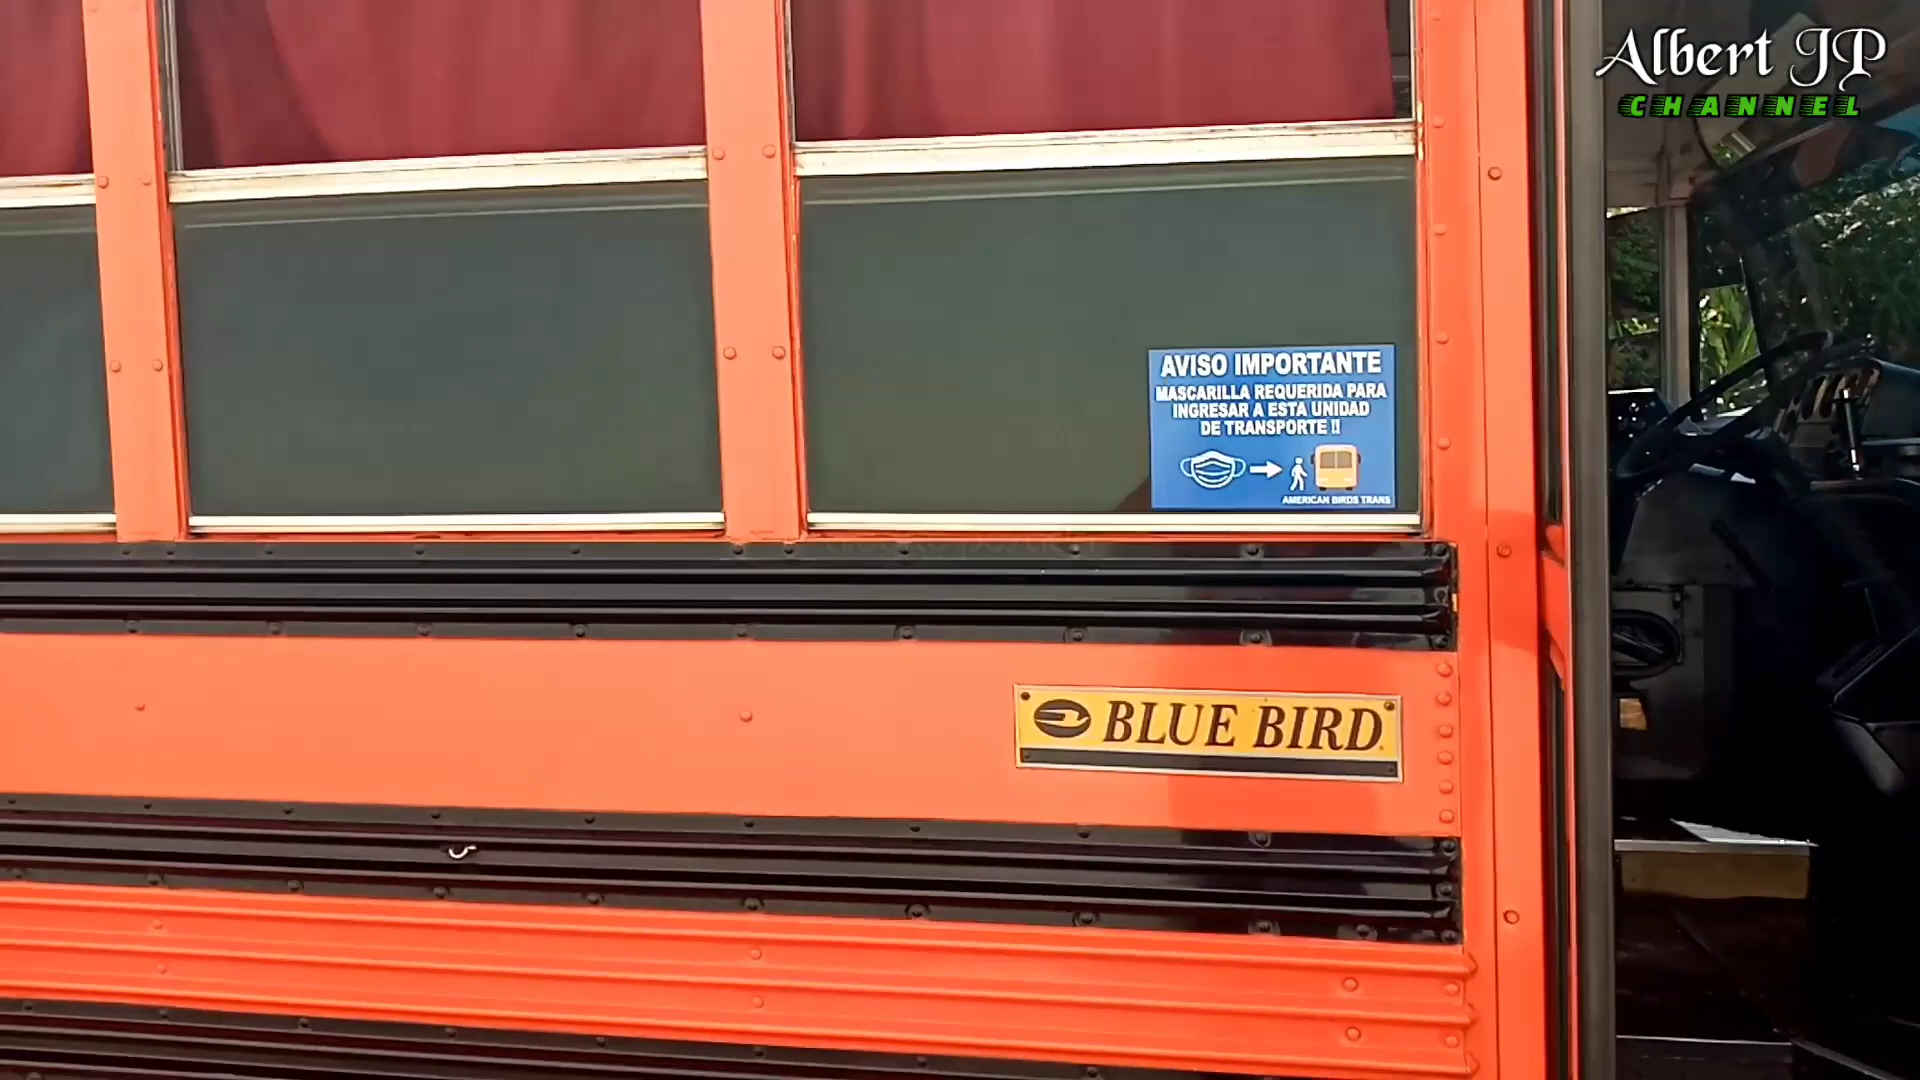 Albert JP
CHANNEL
AVISO IMPORTANTE
MASCARILLA REQUERIDA PARA
INGRESAR A ESTA UNIDAD
DE TRANSPORTE !!
AMERICAN BIRDS TRANS
BLUE BIRD